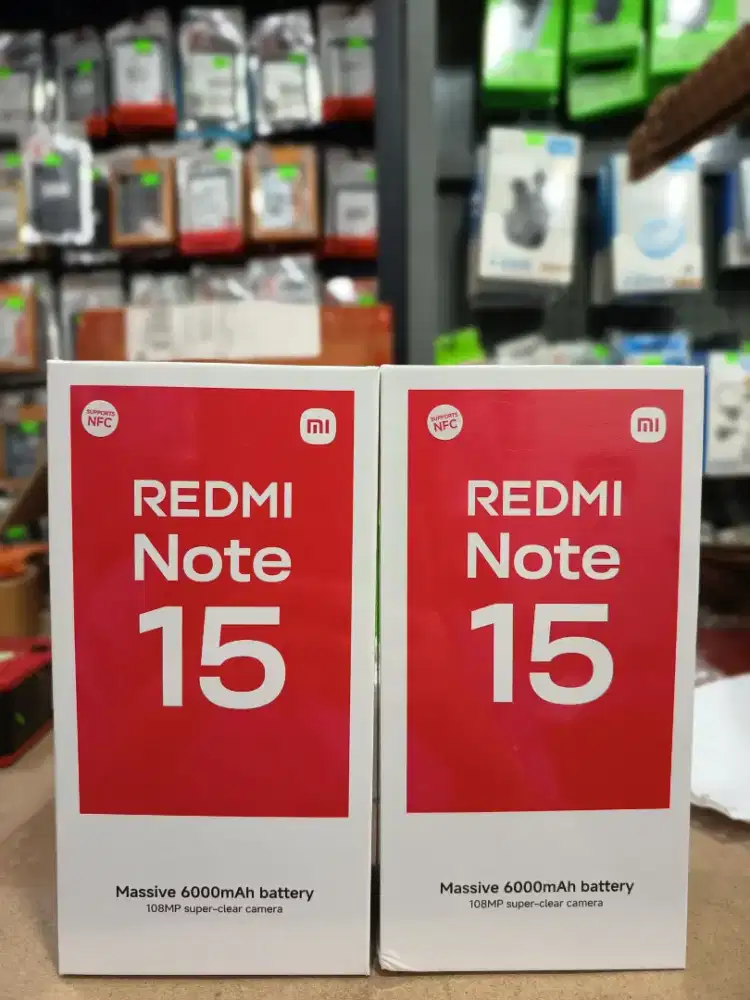 SUPPORTS
NFC
mi
REDMI
Note
15
Massive 6000mAh battery
108MP super-clear camera
SUPPORTS
NFC
mi
REDMI
Note
15
Massive 6000mAh battery
108MP super-clear camera